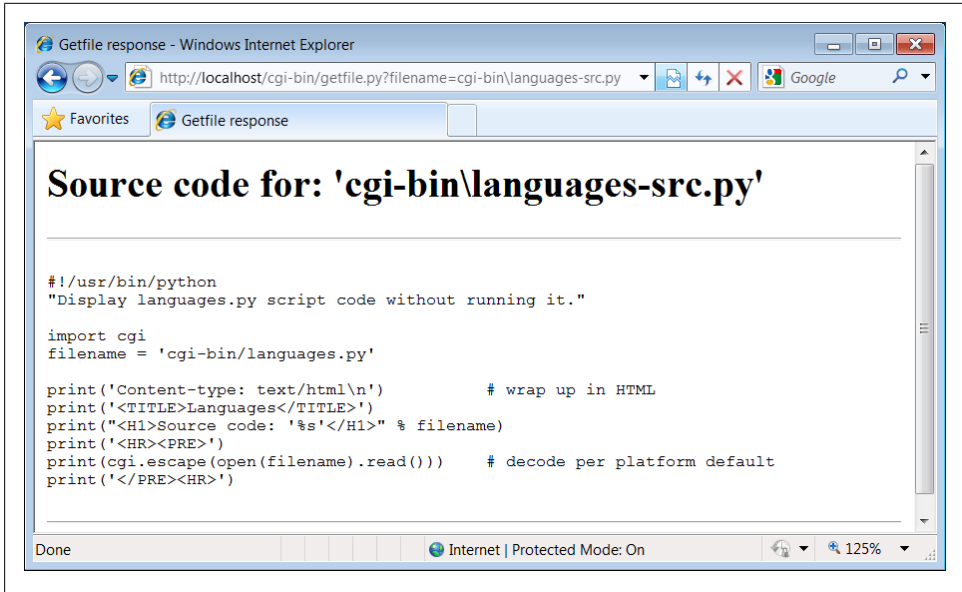 Getfile response - Windows Internet Explorer
http://localhost/cgi-bin/getfile.py?filename=cgi-bin\languages-src.py
Google
Favorites
Getfile response
Source code for: 'cgi-bin\languages-src.py'
#!/usr/bin/python
"Display languages.py script code without running it."
import cgi
filename = 'cgi-bin/languages.py'
print('Content-type: text/html\n')           # wrap up in HTML
print('<TITLE>Languages</TITLE>')
print("<H1>Source code: '%s'</H1>" % filename)
print('<HR><PRE>')
print(cgi.escape(open(filename).read()))    # decode per platform default
print('</PRE><HR>')
Done
Internet | Protected Mode: On
125%